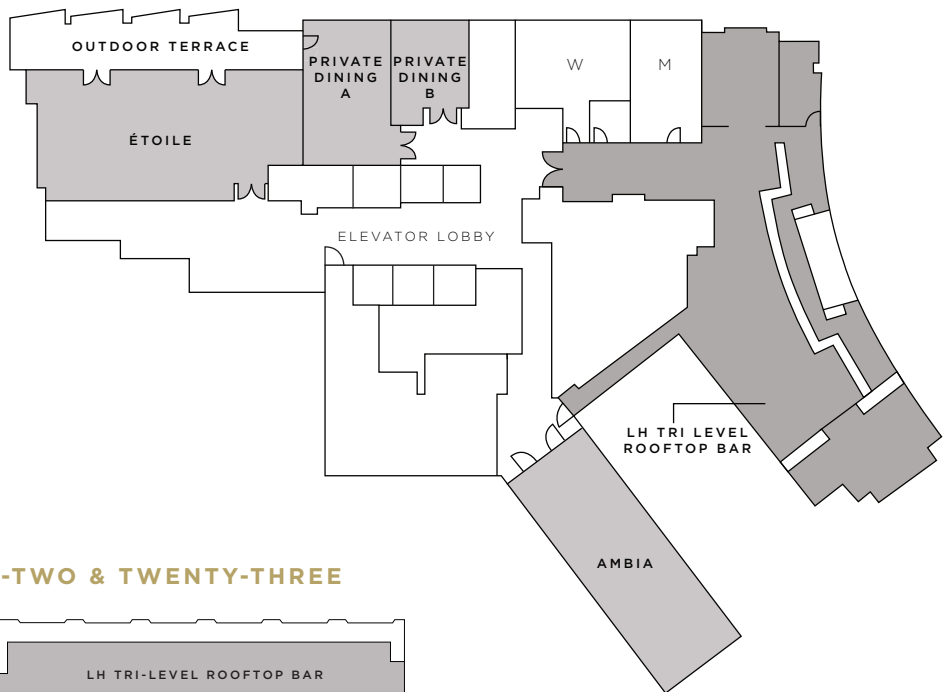 OUTDOOR TERRACE
PRIVATE
DINING
A
PRIVATE
DINING
B
W
M
ÉTOILE
ELEVATOR LOBBY
LH TRI LEVEL
ROOFTOP BAR
AMBIA
-TWO & TWENTY-THREE
LH TRI-LEVEL ROOFTOP BAR